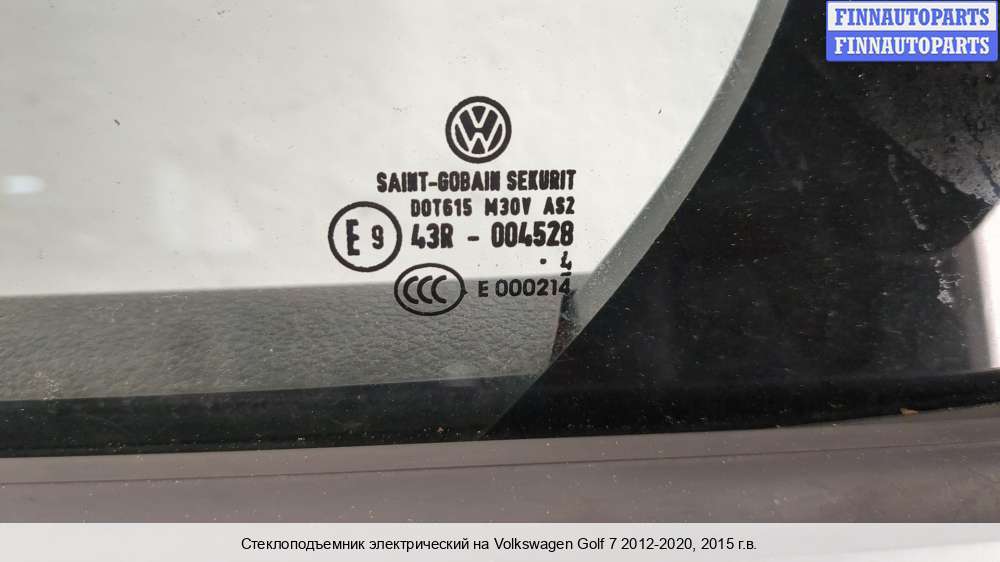 FINNAUTOPARTS
FINNAUTOPARTS
SAINT-GOBAIN SEKURIT
DOT615 M30V AS2
E 9 43R - 004528
. 4
CCC E 000214
Стеклоподъемник электрический на Volkswagen Golf 7 2012-2020, 2015 г.в.